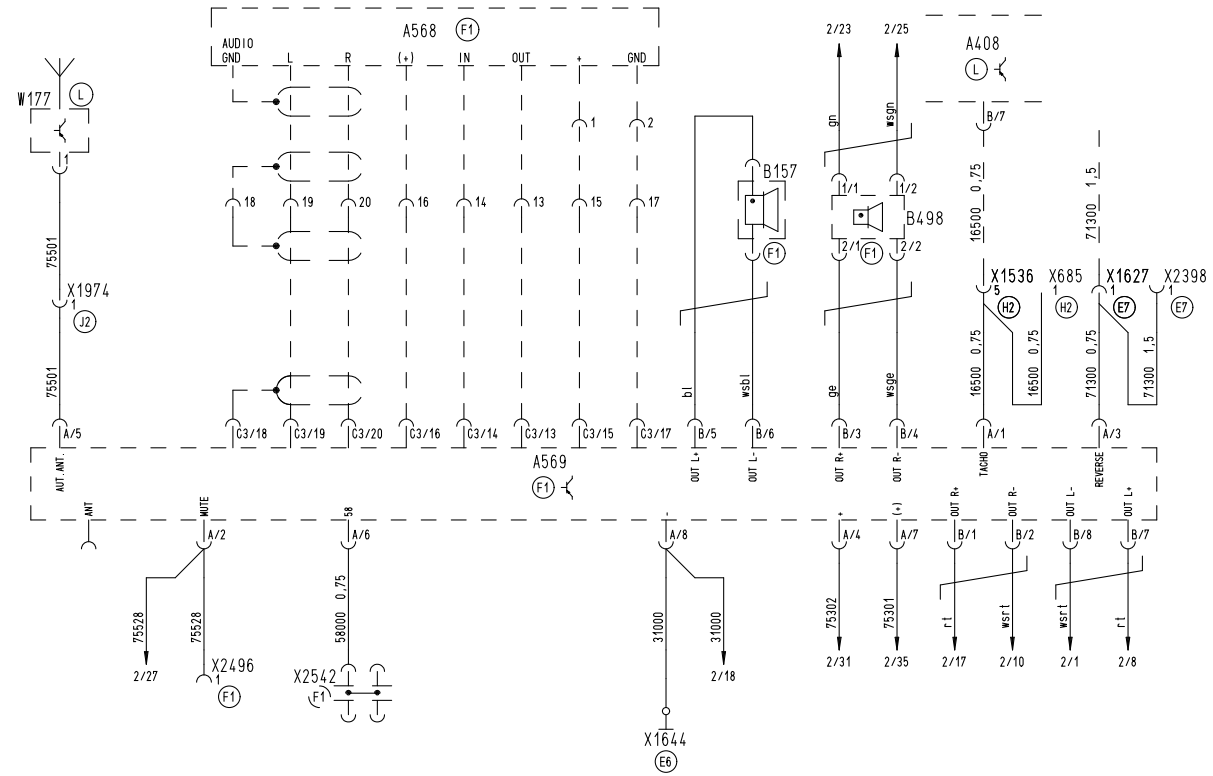 A568 F1
AUDIO
GND L R (+) IN OUT + GND
2/23 2/25
A408
L
W177 L
1
B/7
1 2
gn wsgn
B157
F1
1/1 1/2
B498
2/1 F1 2/2
18 19 20 16 14 13 15 17
16500 0,75
71300 1,5
75501
X1974
1
J2
X1536
5
H2
X685
1
H2
X1627
1
E7
X2398
1
E7
75501
bl wsbl ge wsge
16500 0,75
16500 0,75
71300 0,75
71300 1,5
A/5 C3/18 C3/19 C3/20 C3/16 C3/14 C3/13 C3/15 C3/17 B/5 B/6 B/3 B/4 A/1 A/3
AUT.ANT. OUT L+ OUT L- OUT R+ OUT R- TACHO REVERSE
A569
F1
ANT MUTE 58 - + (+) OUT R+ OUT R- OUT L- OUT L+
A/2 A/6 A/8 A/4 A/7 B/1 B/2 B/8 B/7
75528 75528 58000 0,75 31000 31000 75302 75301 rt wsrt wsrt rt
2/27
X2496
1
F1
X2542
F1
2/18 2/31 2/35 2/17 2/10 2/1 2/8
X1644
E6